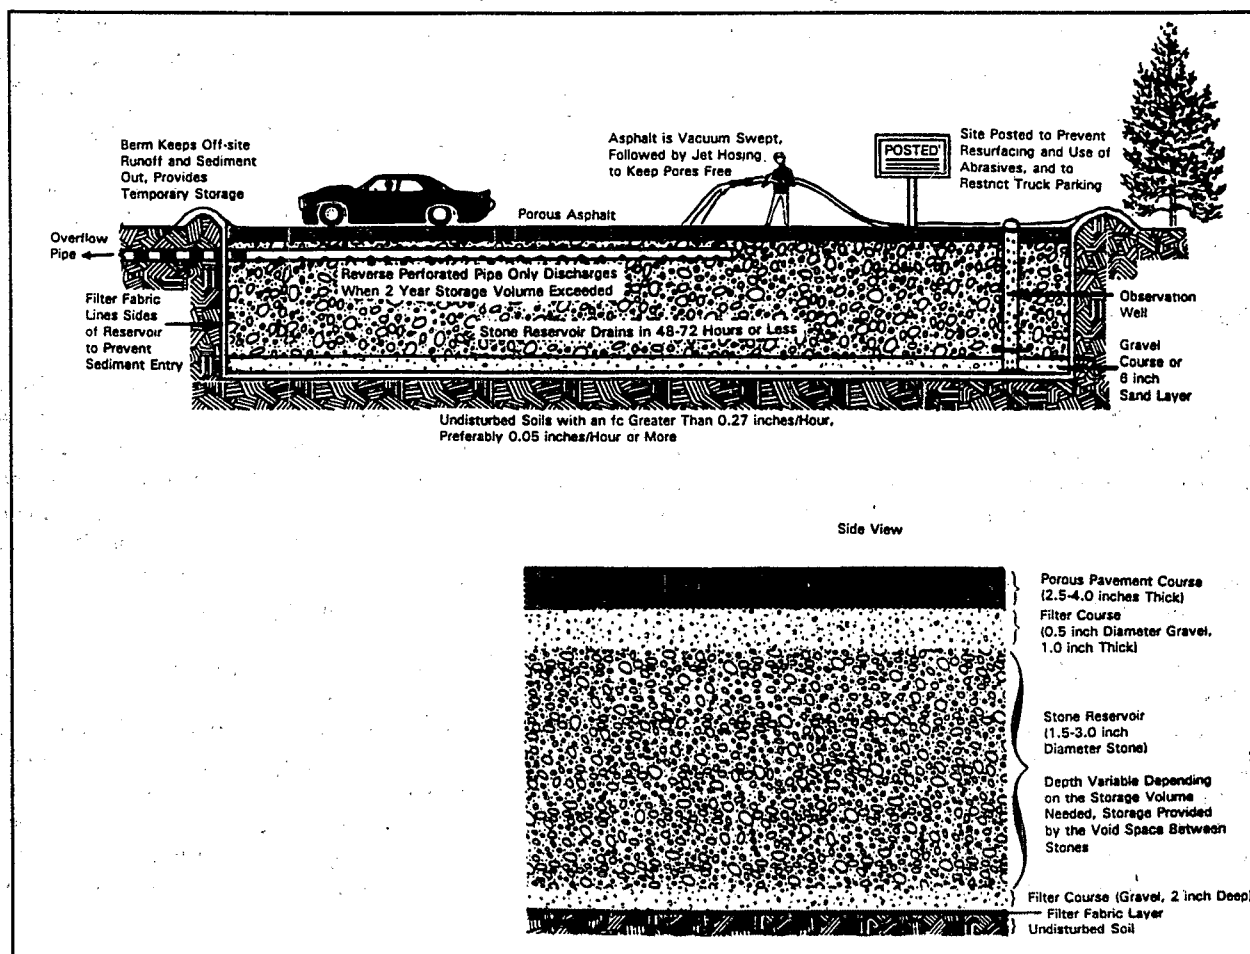 Berm Keeps Off-site
Runoff and Sediment
Out, Provides
Temporary Storage
Asphalt is Vacuum Swept,
Followed by Jet Hosing
to Keep Pores Free
POSTED
Site Posted to Prevent
Resurfacing and Use of
Abrasives, and to
Restrict Truck Parking
Porous Asphalt
Overflow
Pipe
Reverse Perforated Pipe Only Discharges
When 2 Year Storage Volume Exceeded
Filter Fabric
Lines Sides
of Reservoir
to Prevent
Sediment Entry
Stone Reservoir Drains in 48-72 Hours or Less
Observation
Well
Gravel
Course or
6 inch
Sand Layer
Undisturbed Soils with an fc Greater Than 0.27 inches/Hour,
Preferably 0.05 inches/Hour or More
Side View
Porous Pavement Course
(2.5-4.0 inches Thick)
Filter Course
(0.5 inch Diameter Gravel,
1.0 inch Thick)
Stone Reservoir
(1.5-3.0 inch
Diameter Stone)
Depth Variable Depending
on the Storage Volume
Needed, Storage Provided
by the Void Space Between
Stones
Filter Course (Gravel, 2 inch Deep)
Filter Fabric Layer
Undisturbed Soil